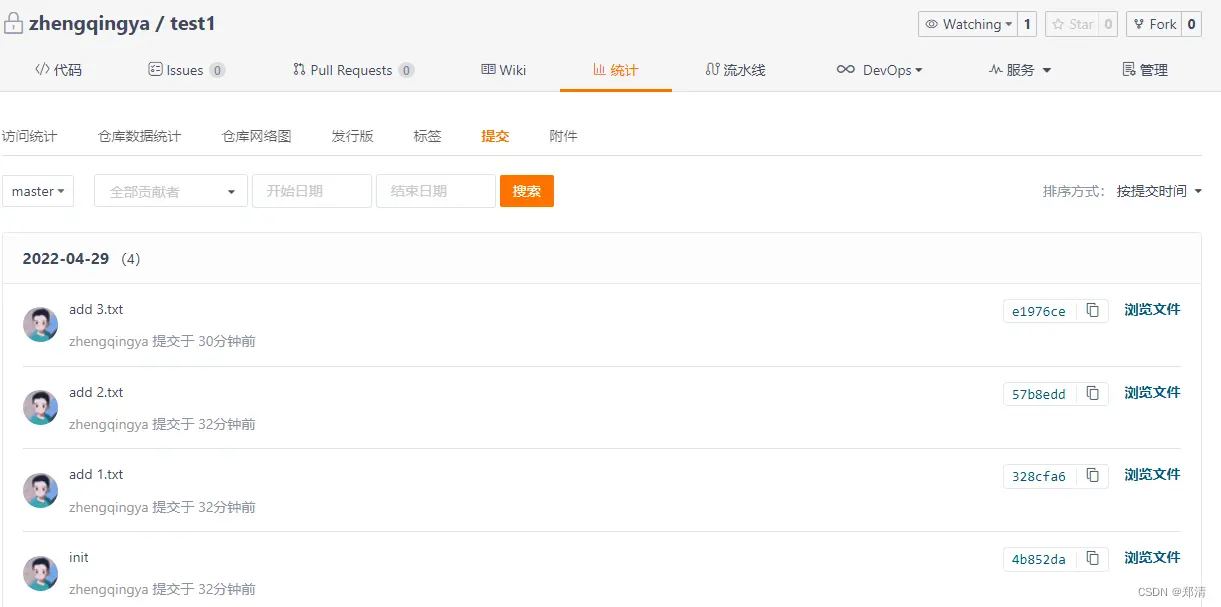 zhengqingya / test1
Watching 1 Star 0 Fork 0
代码 Issues 0 Pull Requests 0 Wiki 统计 流水线 DevOps 服务 管理
访问统计 仓库数据统计 仓库网络图 发行版 标签 提交 附件
master 全部贡献者 开始日期 结束日期 搜索 排序方式： 按提交时间
2022-04-29 (4)
add 3.txt e1976ce 浏览文件
zhengqingya 提交于 30分钟前
add 2.txt 57b8edd 浏览文件
zhengqingya 提交于 32分钟前
add 1.txt 328cfa6 浏览文件
zhengqingya 提交于 32分钟前
init 4b852da 浏览文件
zhengqingya 提交于 32分钟前
CSDN @郑清